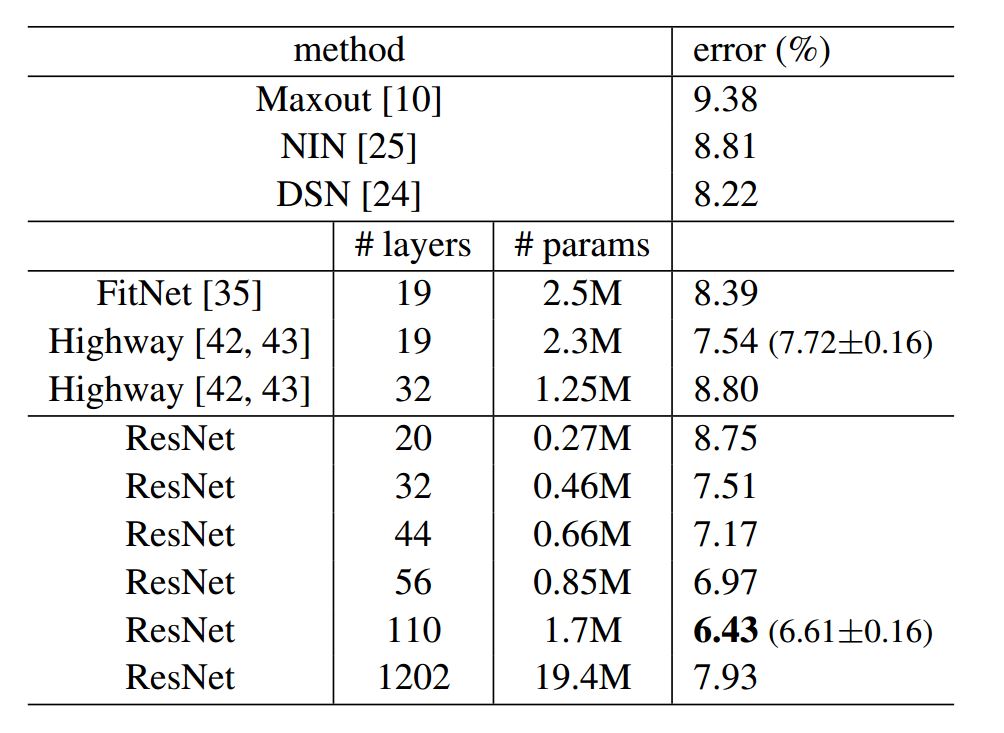 method error (%)
Maxout [10] 9.38
NIN [25] 8.81
DSN [24] 8.22
# layers # params
FitNet [35] 19 2.5M 8.39
Highway [42, 43] 19 2.3M 7.54 (7.72±0.16)
Highway [42, 43] 32 1.25M 8.80
ResNet 20 0.27M 8.75
ResNet 32 0.46M 7.51
ResNet 44 0.66M 7.17
ResNet 56 0.85M 6.97
ResNet 110 1.7M 6.43 (6.61±0.16)
ResNet 1202 19.4M 7.93